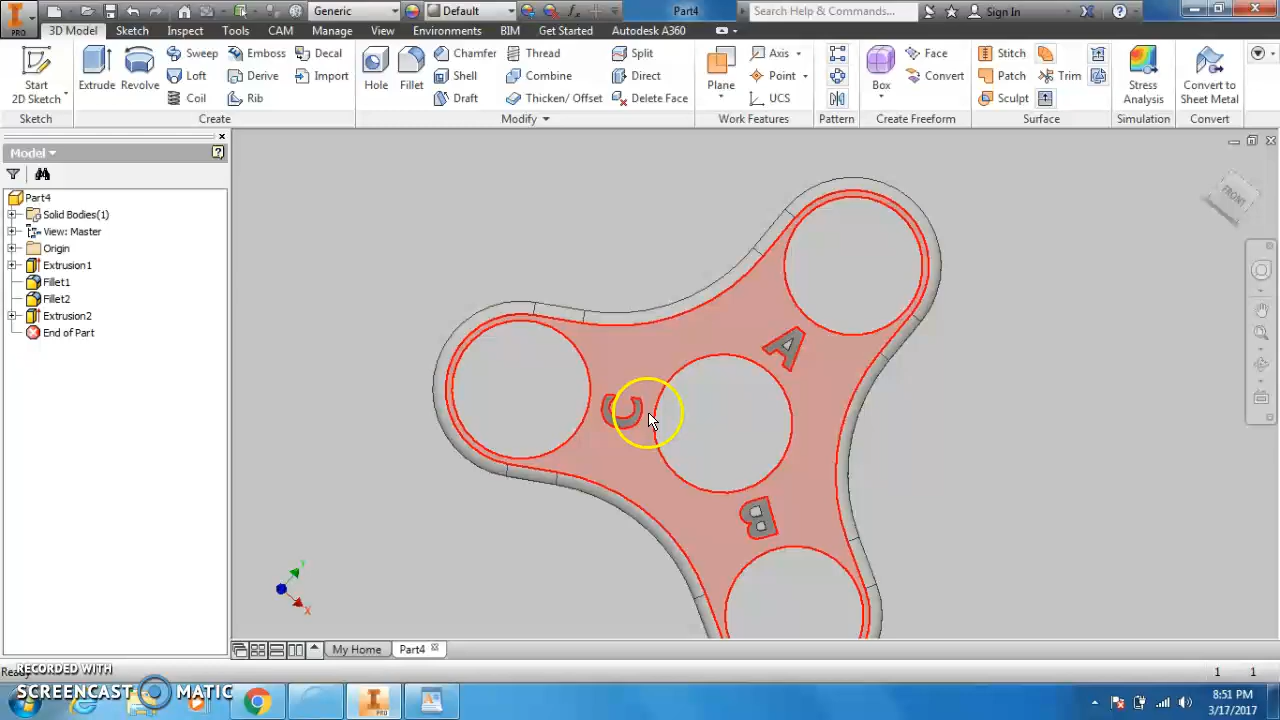 Generic
Default
Part4
Search Help & Commands...
Sign In
PRO
3D Model
Sketch
Inspect
Tools
CAM
Manage
View
Environments
BIM
Get Started
Autodesk A360
Start
2D Sketch
Extrude
Revolve
Sweep
Loft
Coil
Emboss
Derive
Rib
Decal
Import
Hole
Fillet
Chamfer
Shell
Draft
Thread
Combine
Thicken/ Offset
Split
Direct
Delete Face
Plane
Axis
Point
UCS
Box
Face
Convert
Stitch
Patch
Sculpt
Trim
Stress
Analysis
Convert to
Sheet Metal
Sketch
Create
Modify
Work Features
Pattern
Create Freeform
Surface
Simulation
Convert
Model
Part4
Solid Bodies(1)
View: Master
Origin
Extrusion1
Fillet1
Fillet2
Extrusion2
End of Part
FRONT
A
C
B
Y
X
My Home
Part4
Ready
1 1
RECORDED WITH
SCREENCAST MATIC
PRO
8:51 PM
3/17/2017